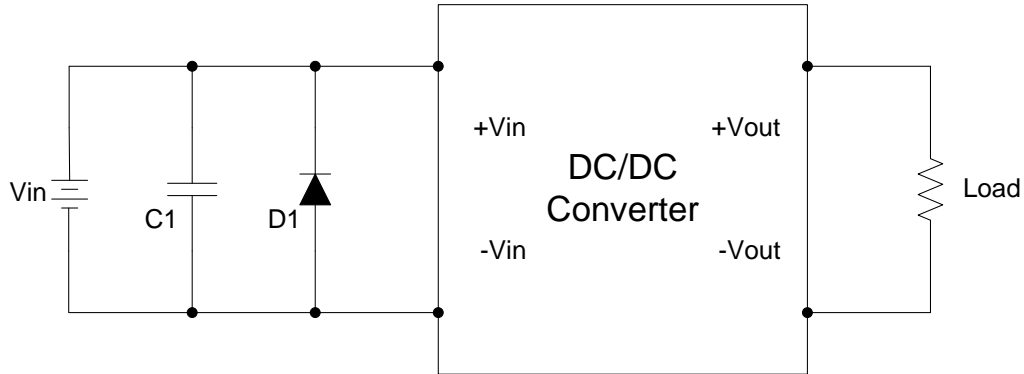 +Vin
+Vout
DC/DC
Converter
Vin
C1
D1
Load
-Vin
-Vout